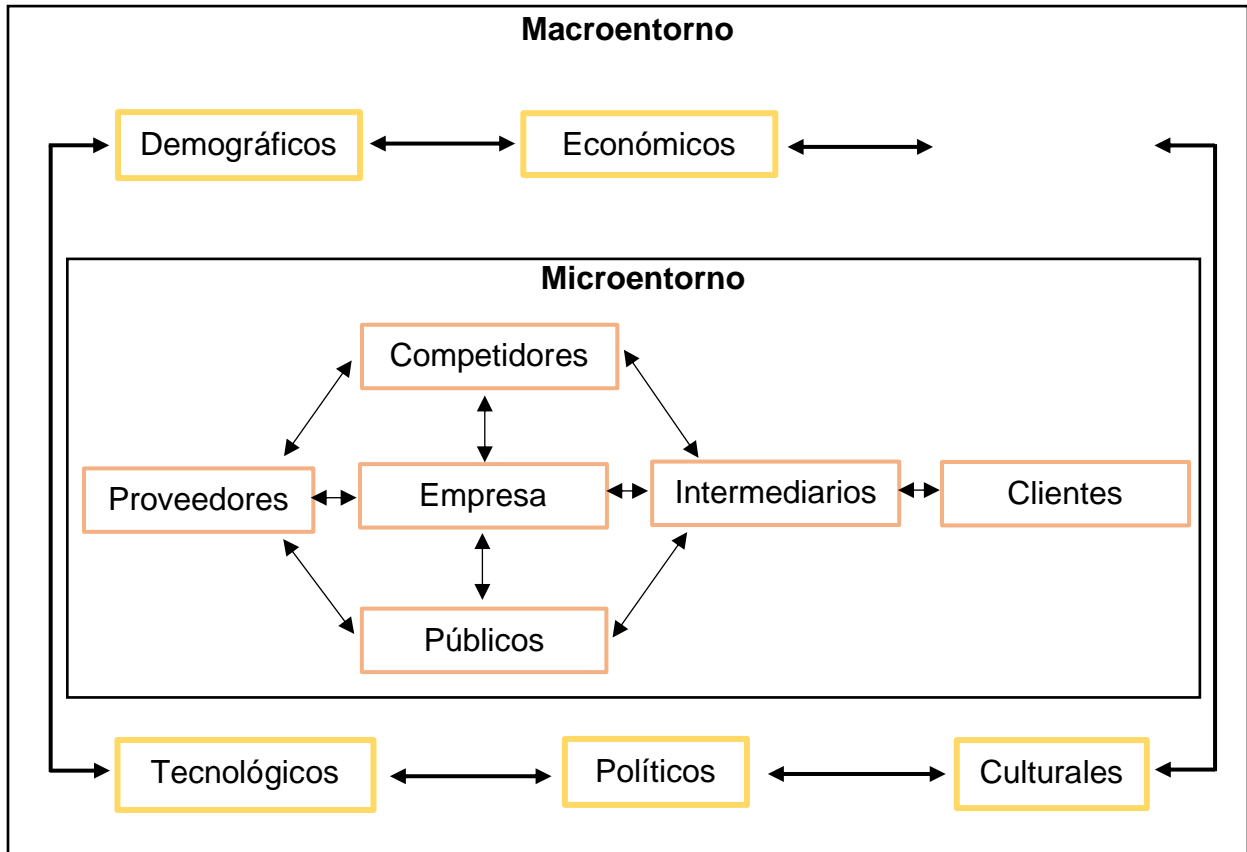 Macroentorno
Demográficos
Económicos
Microentorno
Competidores
Proveedores
Empresa
Intermediarios
Clientes
Públicos
Tecnológicos
Políticos
Culturales